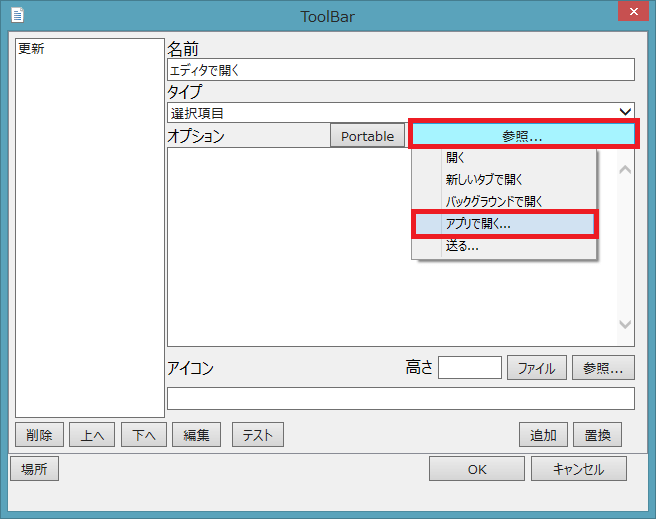 ToolBar
更新
名前
エディタで開く
タイプ
選択項目
オプション
Portable
参照...
開く
新しいタブで開く
バックグラウンドで開く
アプリで開く...
送る...
アイコン
高さ
ファイル
参照...
削除
上へ
下へ
編集
テスト
追加
置換
場所
OK
キャンセル